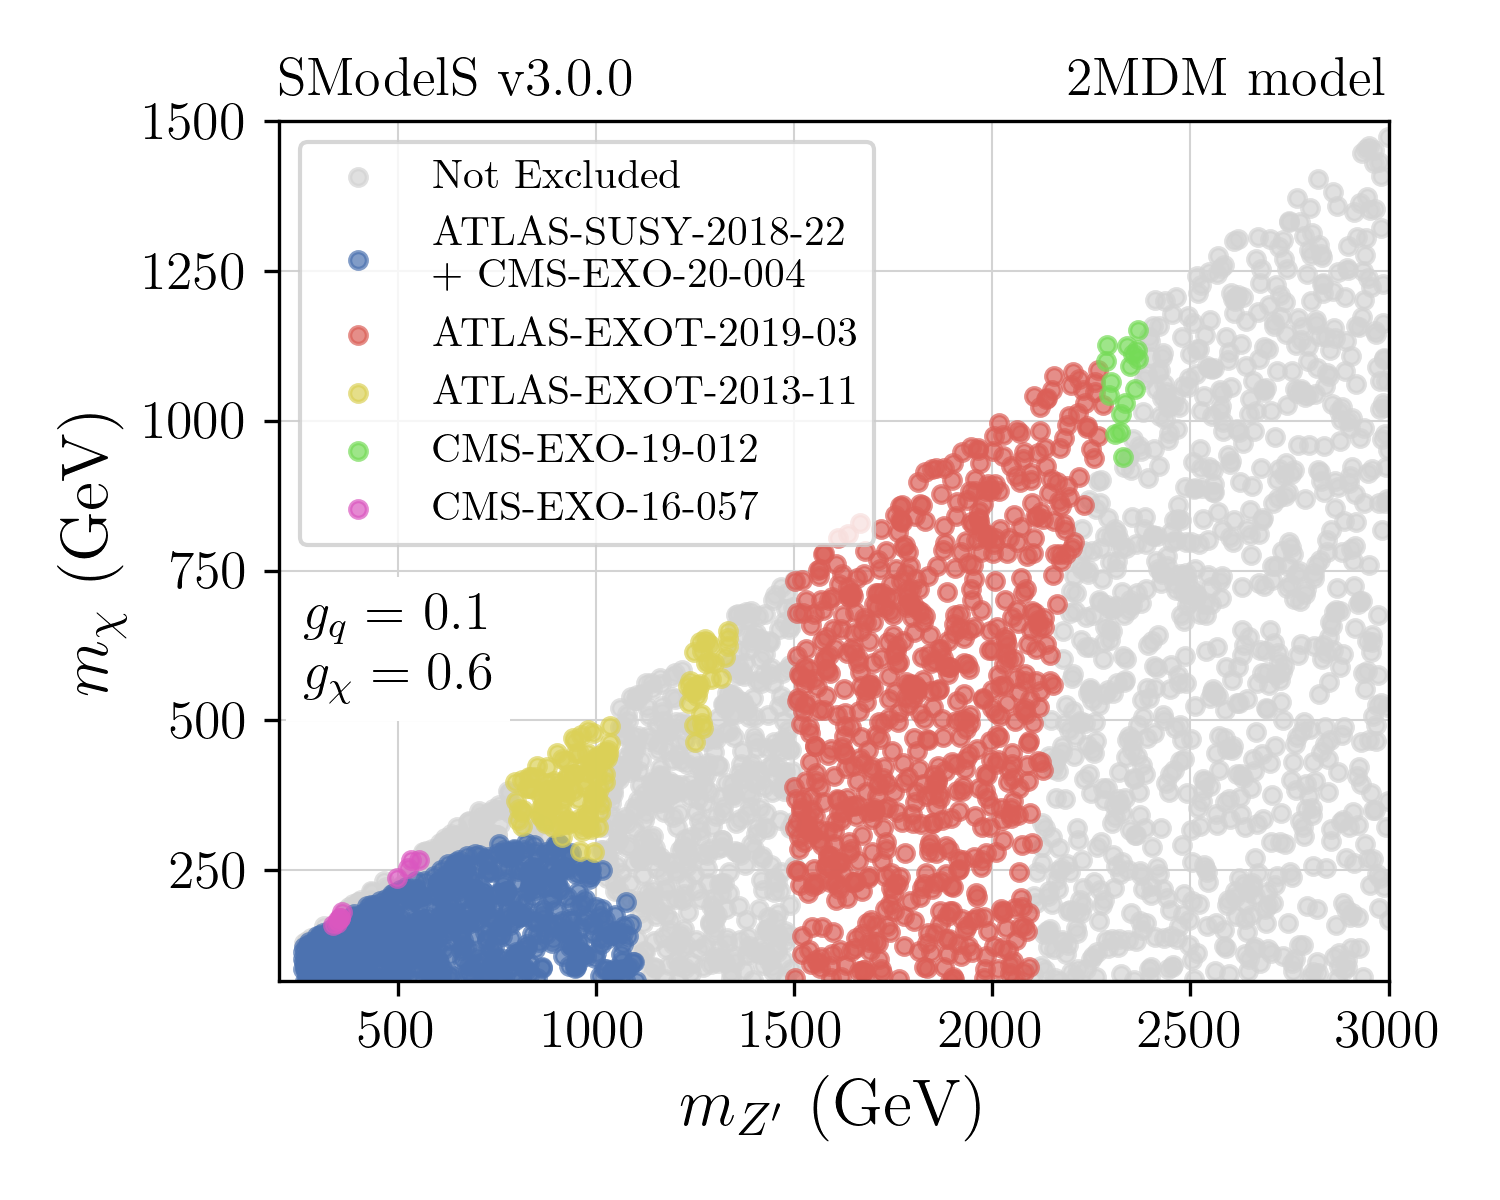 SModelS v3.0.0
2MDM model
1500
1250
1000
750
500
250
m_χ (GeV)
Not Excluded
ATLAS-SUSY-2018-22
+ CMS-EXO-20-004
ATLAS-EXOT-2019-03
ATLAS-EXOT-2013-11
CMS-EXO-19-012
CMS-EXO-16-057
g_q = 0.1
g_χ = 0.6
500 1000 1500 2000 2500 3000
m_Z′ (GeV)